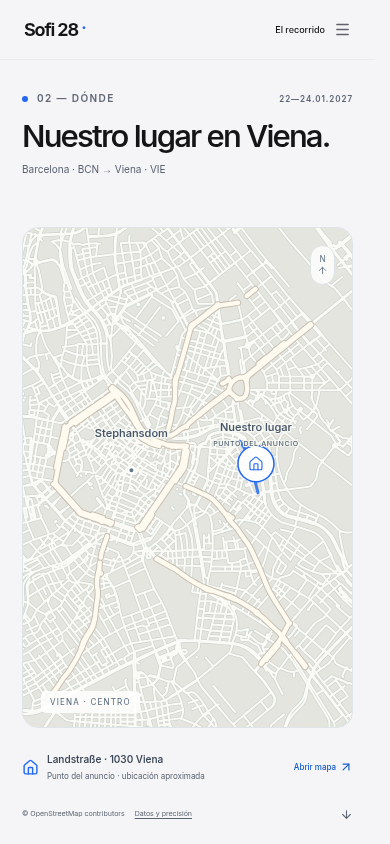 Sofi 28
El recorrido
02 — DÓNDE
22—24.01.2027
Nuestro lugar en Viena.
Barcelona · BCN → Viena · VIE
N
Nuestro lugar
Stephansdom
PUNTO DEL ANUNCIO
VIENA · CENTRO
Landstraße · 1030 Viena
Punto del anuncio · ubicación aproximada
Abrir mapa
© OpenStreetMap contributors
Datos y precisión